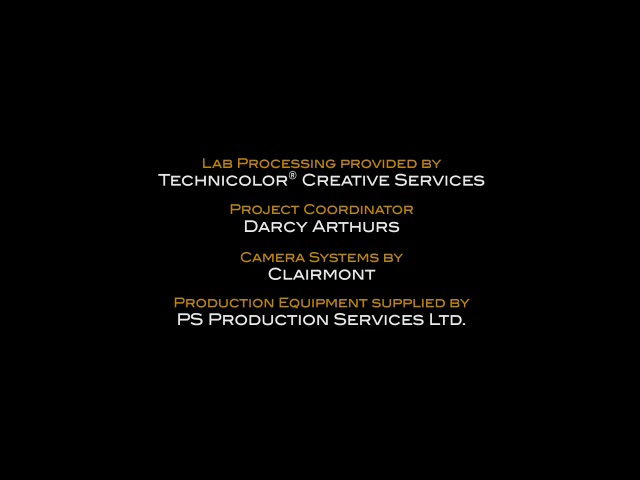 Lab Processing provided by
Technicolor® Creative Services
Project Coordinator
Darcy Arthurs
Camera Systems by
Clairmont
Production Equipment supplied by
PS Production Services Ltd.